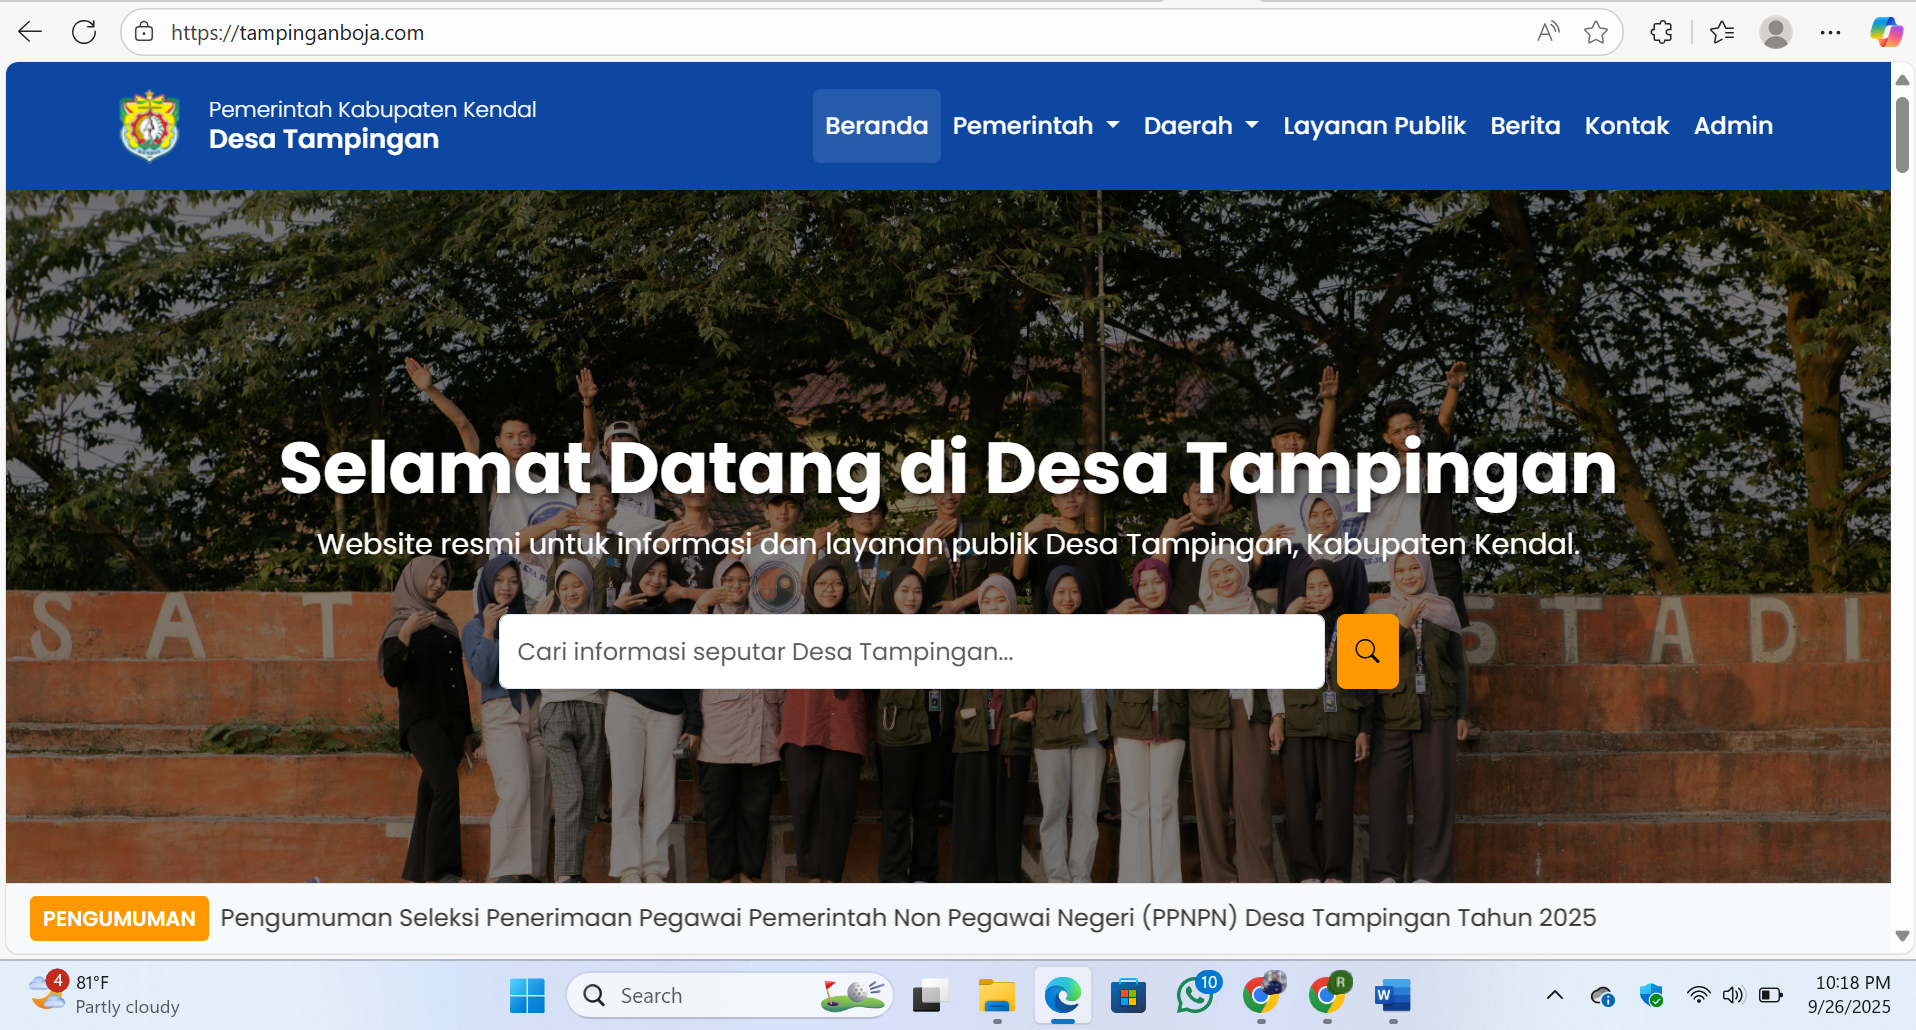 https://tampinganboja.com
Pemerintah Kabupaten Kendal
Desa Tampingan
Beranda Pemerintah Daerah Layanan Publik Berita Kontak Admin
Selamat Datang di Desa Tampingan
Website resmi untuk informasi dan layanan publik Desa Tampingan, Kabupaten Kendal.
SAT STADI
Cari informasi seputar Desa Tampingan...
PENGUMUMAN Pengumuman Seleksi Penerimaan Pegawai Pemerintah Non Pegawai Negeri (PPNPN) Desa Tampingan Tahun 2025
4 81°F
Partly cloudy
Search
10
R
W
10:18 PM
9/26/2025